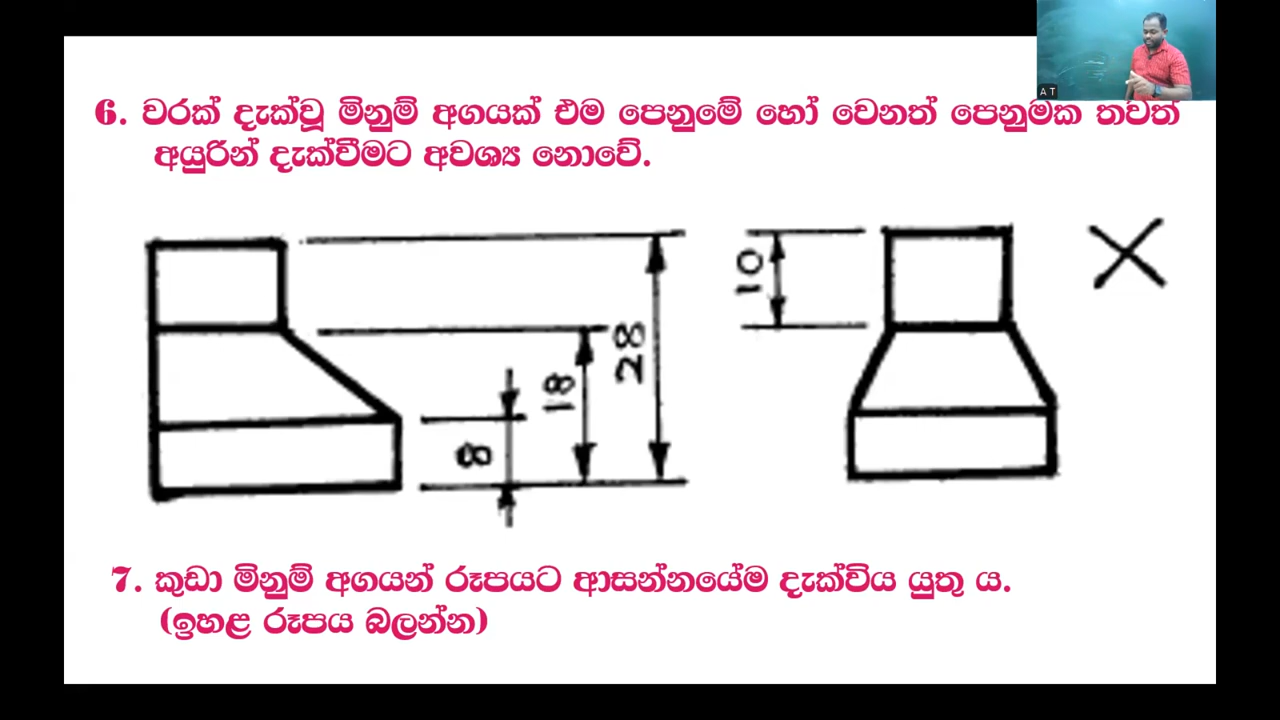 A T
6. වරක් දැක්වූ මිනුම් අගයක් එම පෙනුමේ හෝ වෙනත් පෙනුමක තවත්
අයුරින් දැක්වීමට අවශ්‍ය නොවේ.
10
28
18
8
7. කුඩා මිනුම් අගයන් රූපයට ආසන්නයේම දැක්විය යුතු ය.
(ඉහළ රූපය බලන්න)